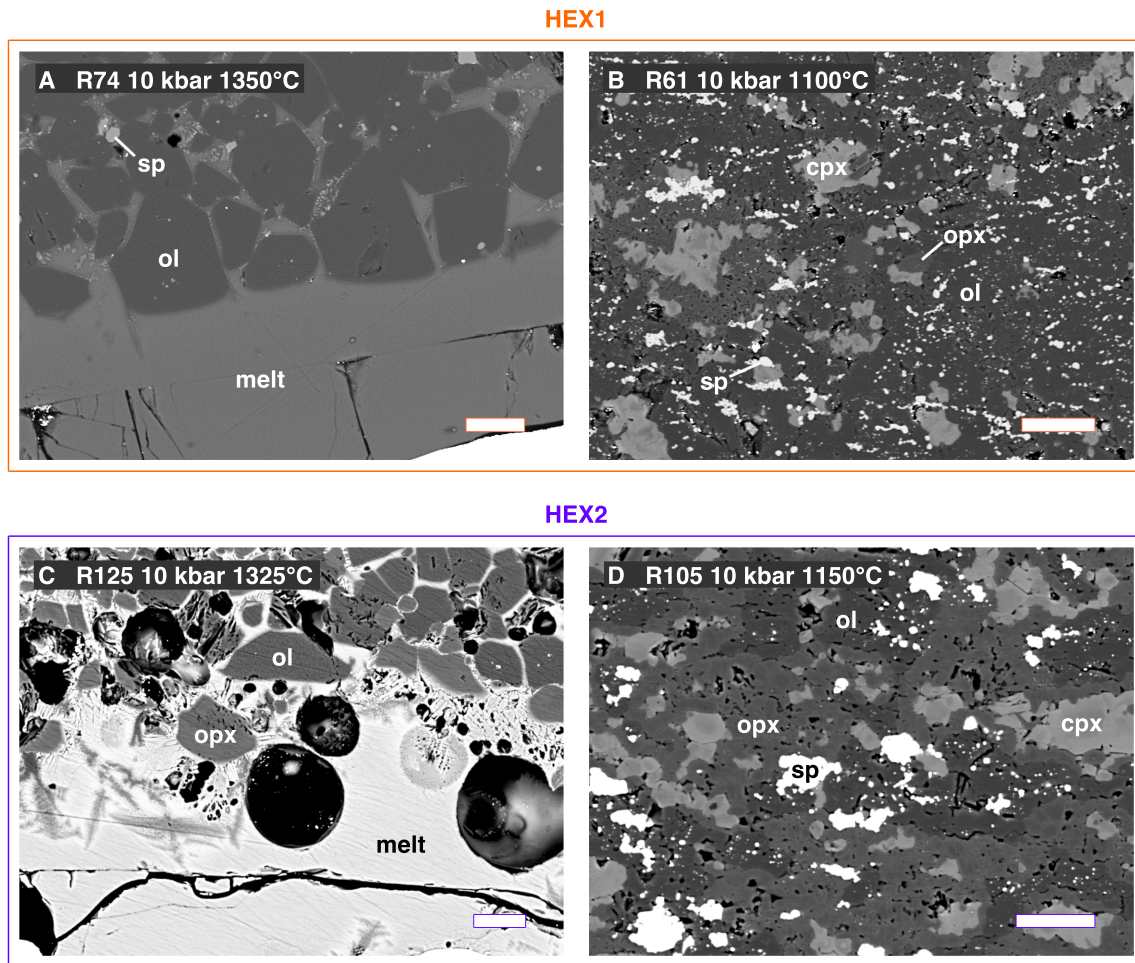 HEX1
A R74 10 kbar 1350°C
sp
ol
melt
B R61 10 kbar 1100°C
cpx
opx
ol
sp
HEX2
C R125 10 kbar 1325°C
ol
opx
melt
D R105 10 kbar 1150°C
ol
opx
cpx
sp